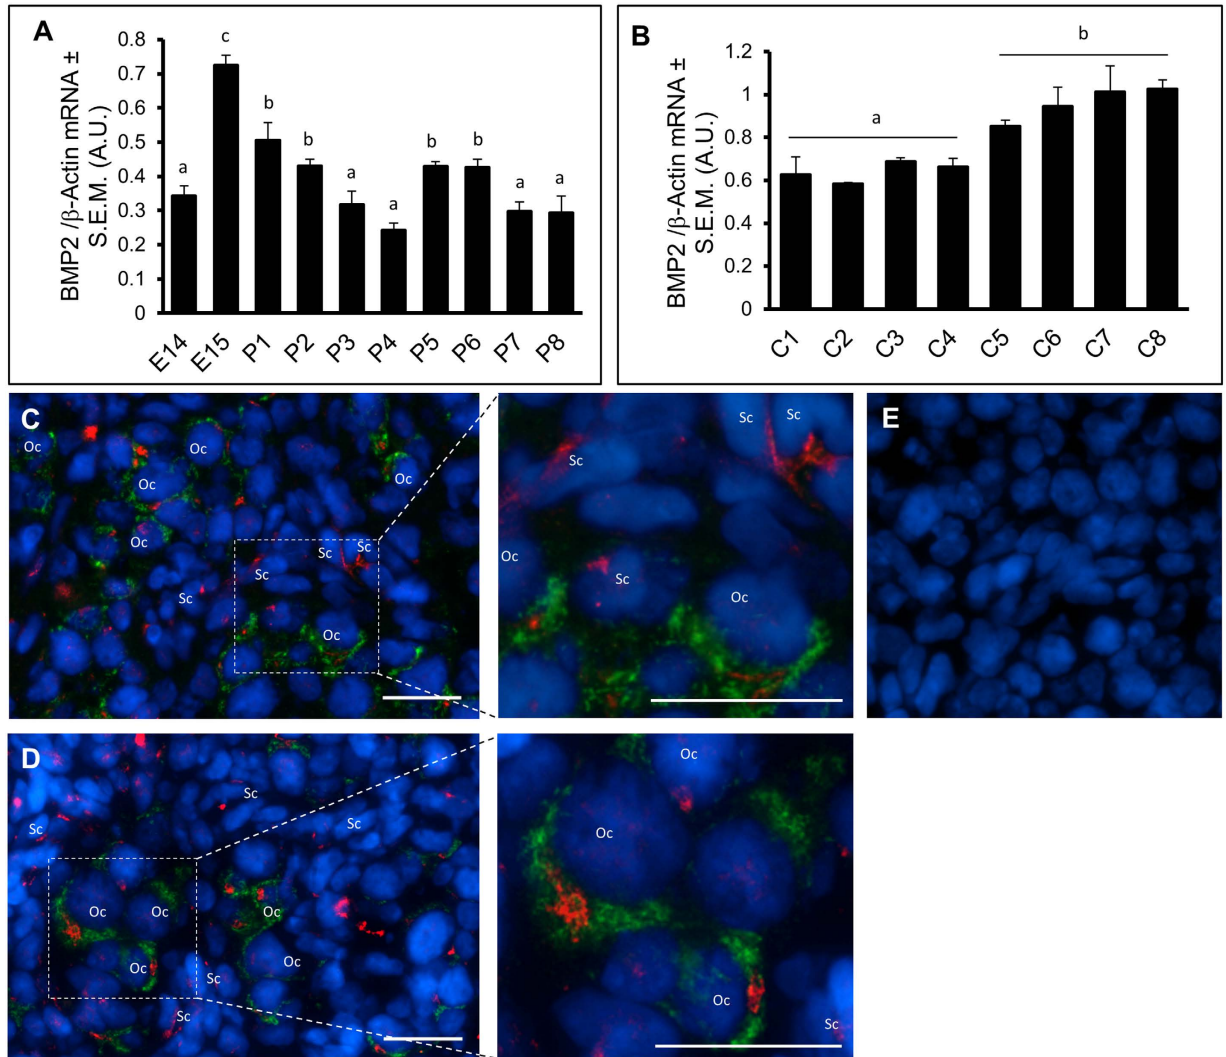 A
BMP2 /β-Actin mRNA ±
S.E.M. (A.U.)
0.8
0.7
0.6
0.5
0.4
0.3
0.2
0.1
0
a
c
b
b
a
a
b
b
a
a
E14
E15
P1
P2
P3
P4
P5
P6
P7
P8
B
BMP2 /β-Actin mRNA ±
S.E.M. (A.U.)
1.2
1
0.8
0.6
0.4
0.2
0
a
b
C1
C2
C3
C4
C5
C6
C7
C8
C
Oc
Oc
Oc
Oc
Oc
Sc
Sc
Sc
Sc
Oc
Sc
Sc
Sc
Oc
Sc
Oc
E
D
Sc
Sc
Sc
Oc
Oc
Oc
Oc
Oc
Sc
Sc
Oc
Oc
Oc
Sc